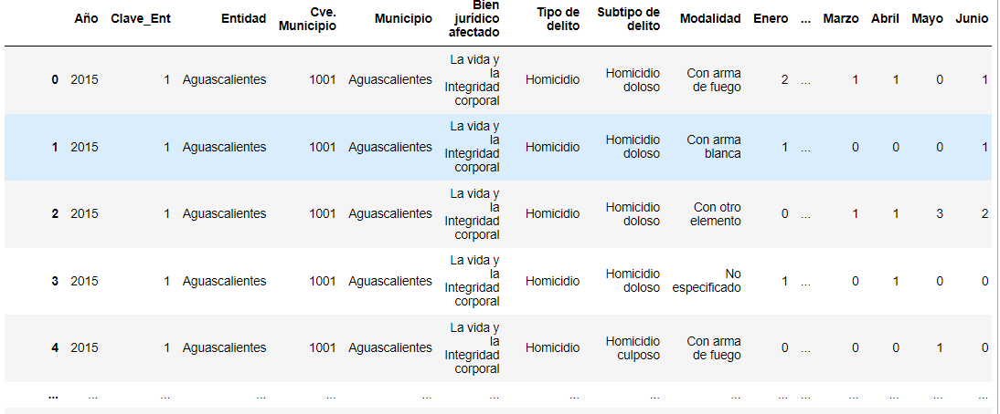 Año Clave_Ent Entidad Cve. Municipio Municipio Bien jurídico afectado Tipo de delito Subtipo de delito Modalidad Enero ... Marzo Abril Mayo Junio
0 2015 1 Aguascalientes 1001 Aguascalientes La vida y la Integridad corporal Homicidio Homicidio doloso Con arma de fuego 2 ... 1 1 0 1
1 2015 1 Aguascalientes 1001 Aguascalientes La vida y la Integridad corporal Homicidio Homicidio doloso Con arma blanca 1 ... 0 0 0 1
2 2015 1 Aguascalientes 1001 Aguascalientes La vida y la Integridad corporal Homicidio Homicidio doloso Con otro elemento 0 ... 1 1 3 2
3 2015 1 Aguascalientes 1001 Aguascalientes La vida y la Integridad corporal Homicidio Homicidio doloso No especificado 1 ... 0 1 0 0
4 2015 1 Aguascalientes 1001 Aguascalientes La vida y la Integridad corporal Homicidio Homicidio culposo Con arma de fuego 0 ... 0 0 1 0
... ... ... ... ... ... ... ... ... ... ... ... ... ... ... ...